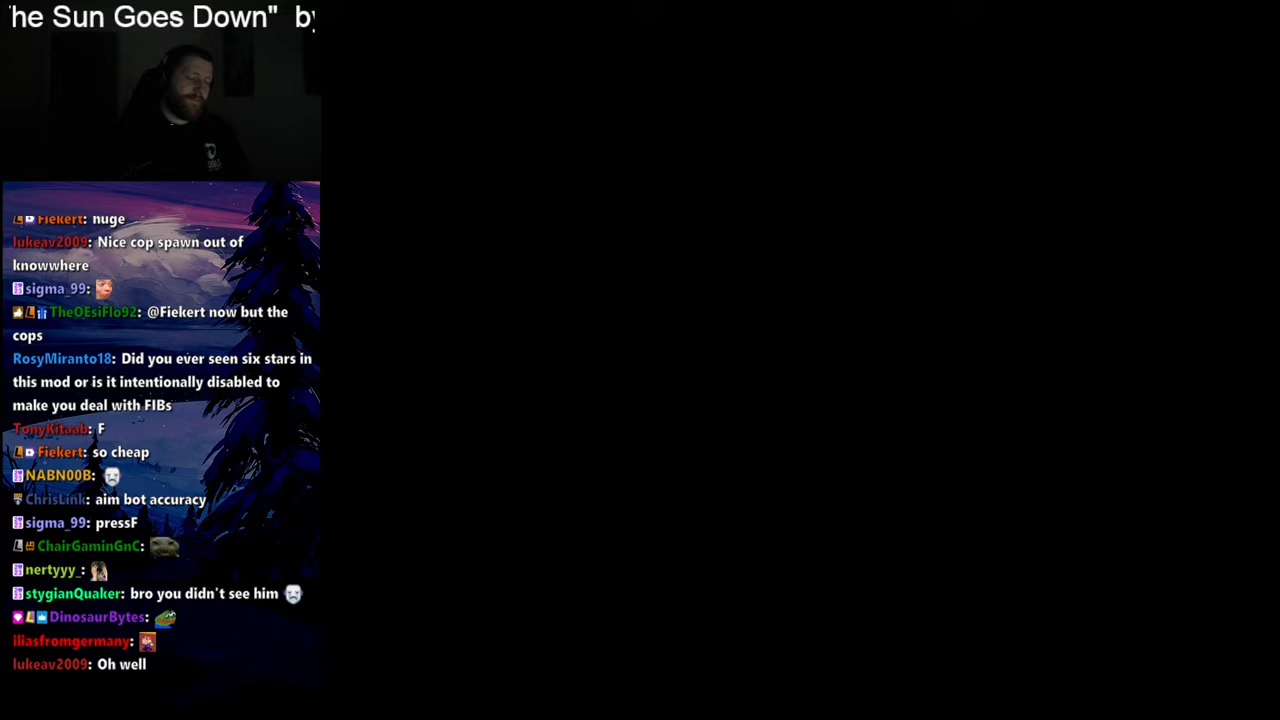 he Sun Goes Down" by
Fiekert: huge
lukeav2009: Nice cop spawn out of
knowwhere
sigma_99:
TheOEsiFlo92: @Fiekert now but the
cops
RosyMiranto18: Did you ever seen six stars in
this mod or is it intentionally disabled to
make you deal with FIBs
TonyKitaab: F
Fiekert: so cheap
NABN00B:
ChrisLink: aim bot accuracy
sigma_99: pressF
ChairGaminGnC:
nertyyy_:
stygianQuaker: bro you didn't see him
DinosaurBytes:
iliasfromgermany:
lukeav2009: Oh well